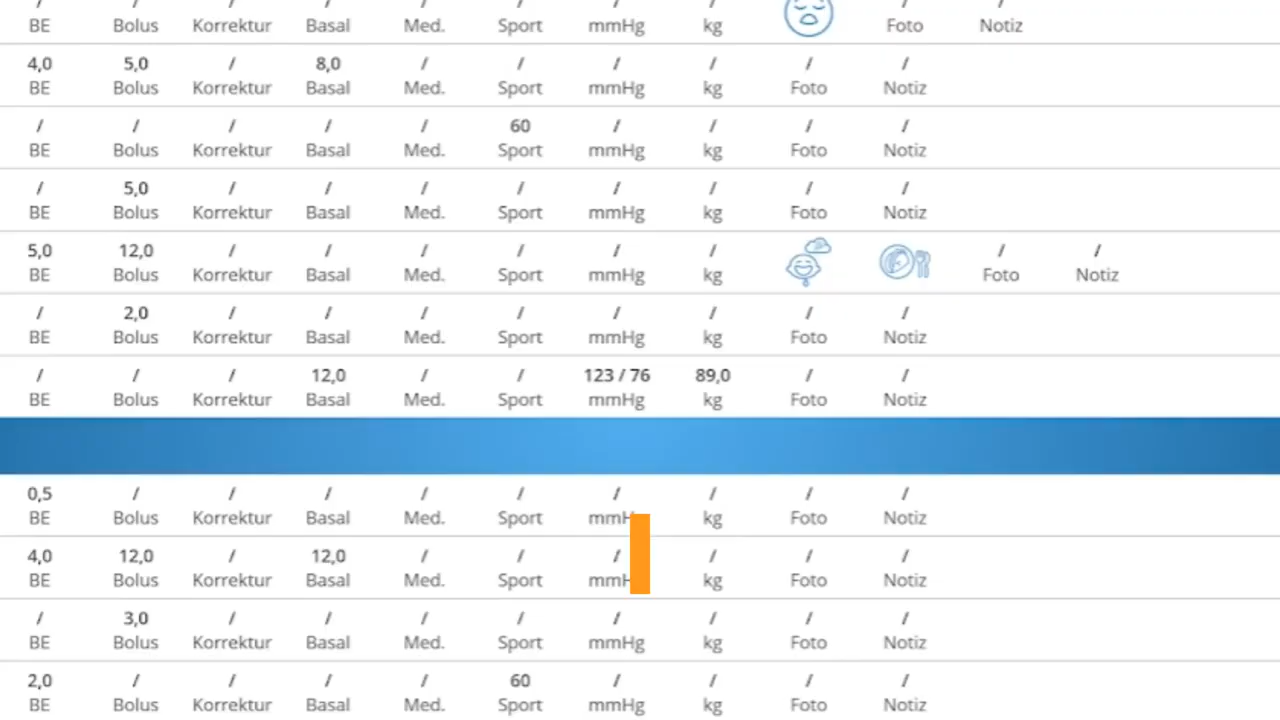 / / / / / / / / / /
BE Bolus Korrektur Basal Med. Sport mmHg kg Foto Notiz
4,0 5,0 / 8,0 / / / / / /
BE Bolus Korrektur Basal Med. Sport mmHg kg Foto Notiz
/ / / / / 60 / / / /
BE Bolus Korrektur Basal Med. Sport mmHg kg Foto Notiz
/ 5,0 / / / / / / / /
BE Bolus Korrektur Basal Med. Sport mmHg kg Foto Notiz
5,0 12,0 / / / / / / / /
BE Bolus Korrektur Basal Med. Sport mmHg kg Foto Notiz
/ 2,0 / / / / / / / /
BE Bolus Korrektur Basal Med. Sport mmHg kg Foto Notiz
/ / / 12,0 / / 123 / 76 89,0 / /
BE Bolus Korrektur Basal Med. Sport mmHg kg Foto Notiz
0,5 / / / / / / / / /
BE Bolus Korrektur Basal Med. Sport mmH kg Foto Notiz
4,0 12,0 / 12,0 / / / / / /
BE Bolus Korrektur Basal Med. Sport mmH kg Foto Notiz
/ 3,0 / / / / / / / /
BE Bolus Korrektur Basal Med. Sport mmHg kg Foto Notiz
2,0 / / / / 60 / / / /
BE Bolus Korrektur Basal Med. Sport mmHg kg Foto Notiz